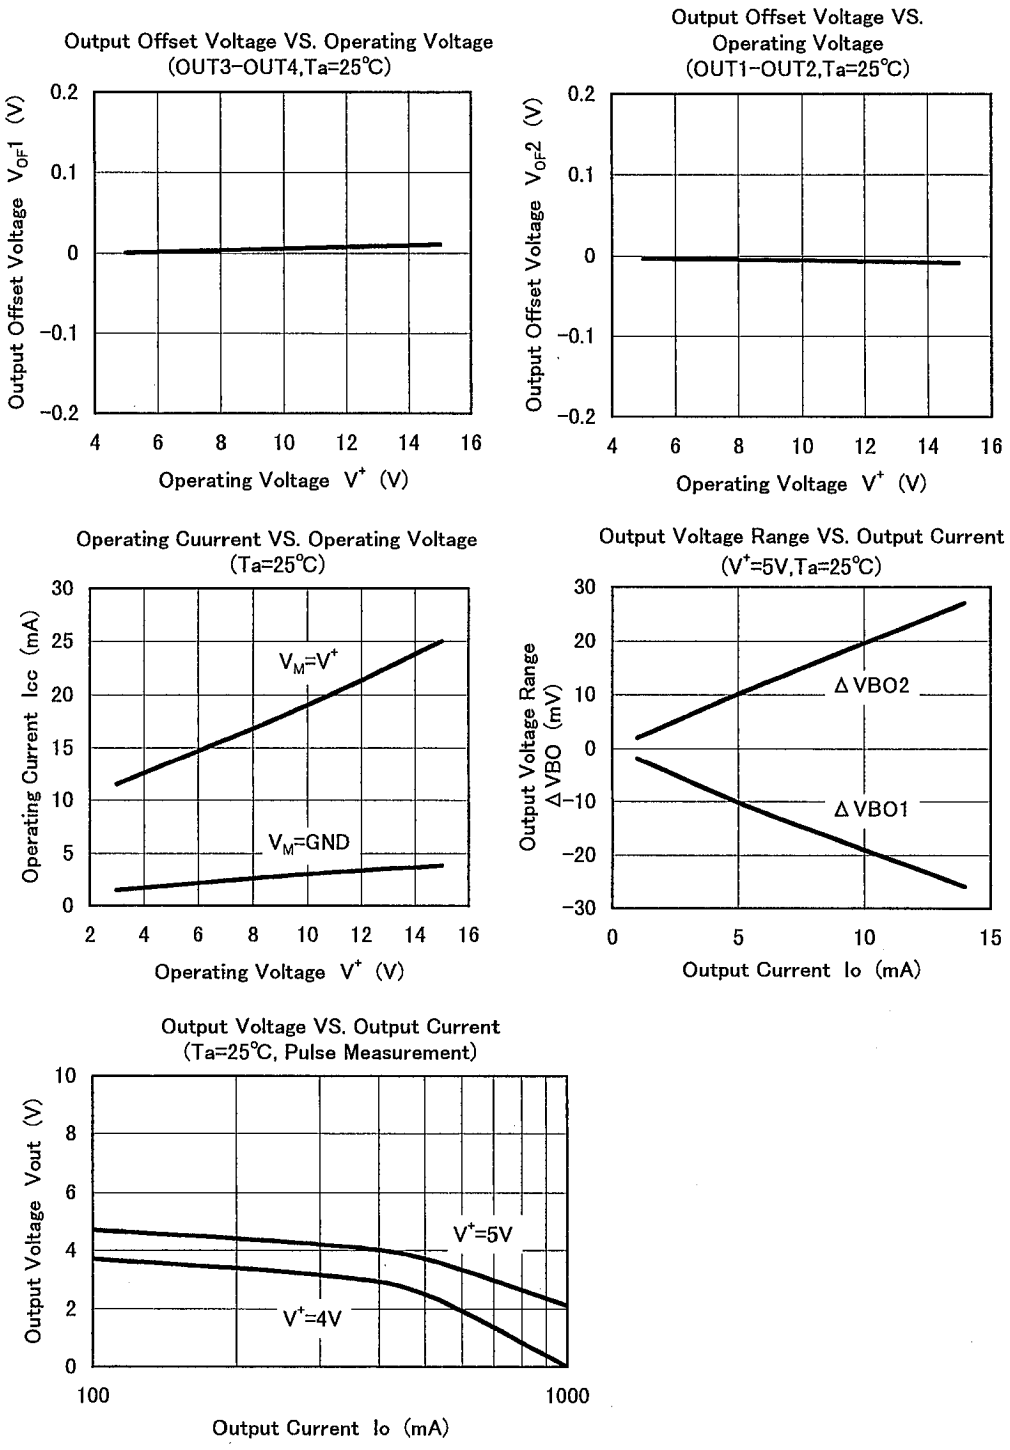 Output Offset Voltage VS. Operating Voltage
(OUT3-OUT4,Ta=25℃)
Output Offset Voltage V_OF1 (V)
0.2
0.1
0
-0.1
-0.2
4 6 8 10 12 14 16
Operating Voltage V⁺ (V)
Output Offset Voltage VS.
Operating Voltage
(OUT1-OUT2,Ta=25℃)
Output Offset Voltage V_OF2 (V)
0.2
0.1
0
-0.1
-0.2
4 6 8 10 12 14 16
Operating Voltage V⁺ (V)
Operating Cuurrent VS. Operating Voltage
(Ta=25℃)
Operating Current Icc (mA)
30
25
20
15
10
5
0
V_M=V⁺
V_M=GND
2 4 6 8 10 12 14 16
Operating Voltage V⁺ (V)
Output Voltage Range VS. Output Current
(V⁺=5V,Ta=25℃)
Output Voltage Range
ΔVBO (mV)
30
20
10
0
-10
-20
-30
ΔVBO2
ΔVBO1
0 5 10 15
Output Current Io (mA)
Output Voltage VS. Output Current
(Ta=25℃, Pulse Measurement)
Output Voltage Vout (V)
10
8
6
4
2
0
V⁺=5V
V⁺=4V
100 1000
Output Current Io (mA)